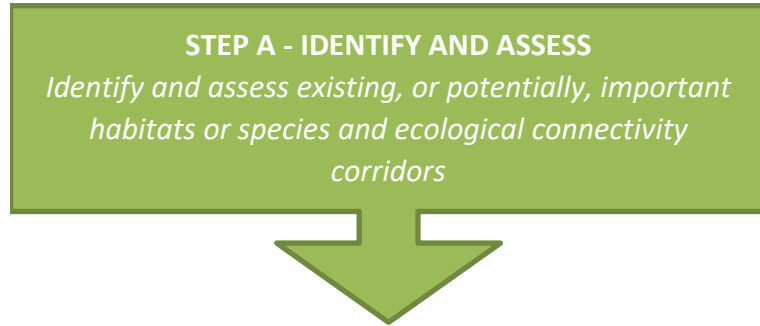 STEP A - IDENTIFY AND ASSESS
Identify and assess existing, or potentially, important
habitats or species and ecological connectivity
corridors